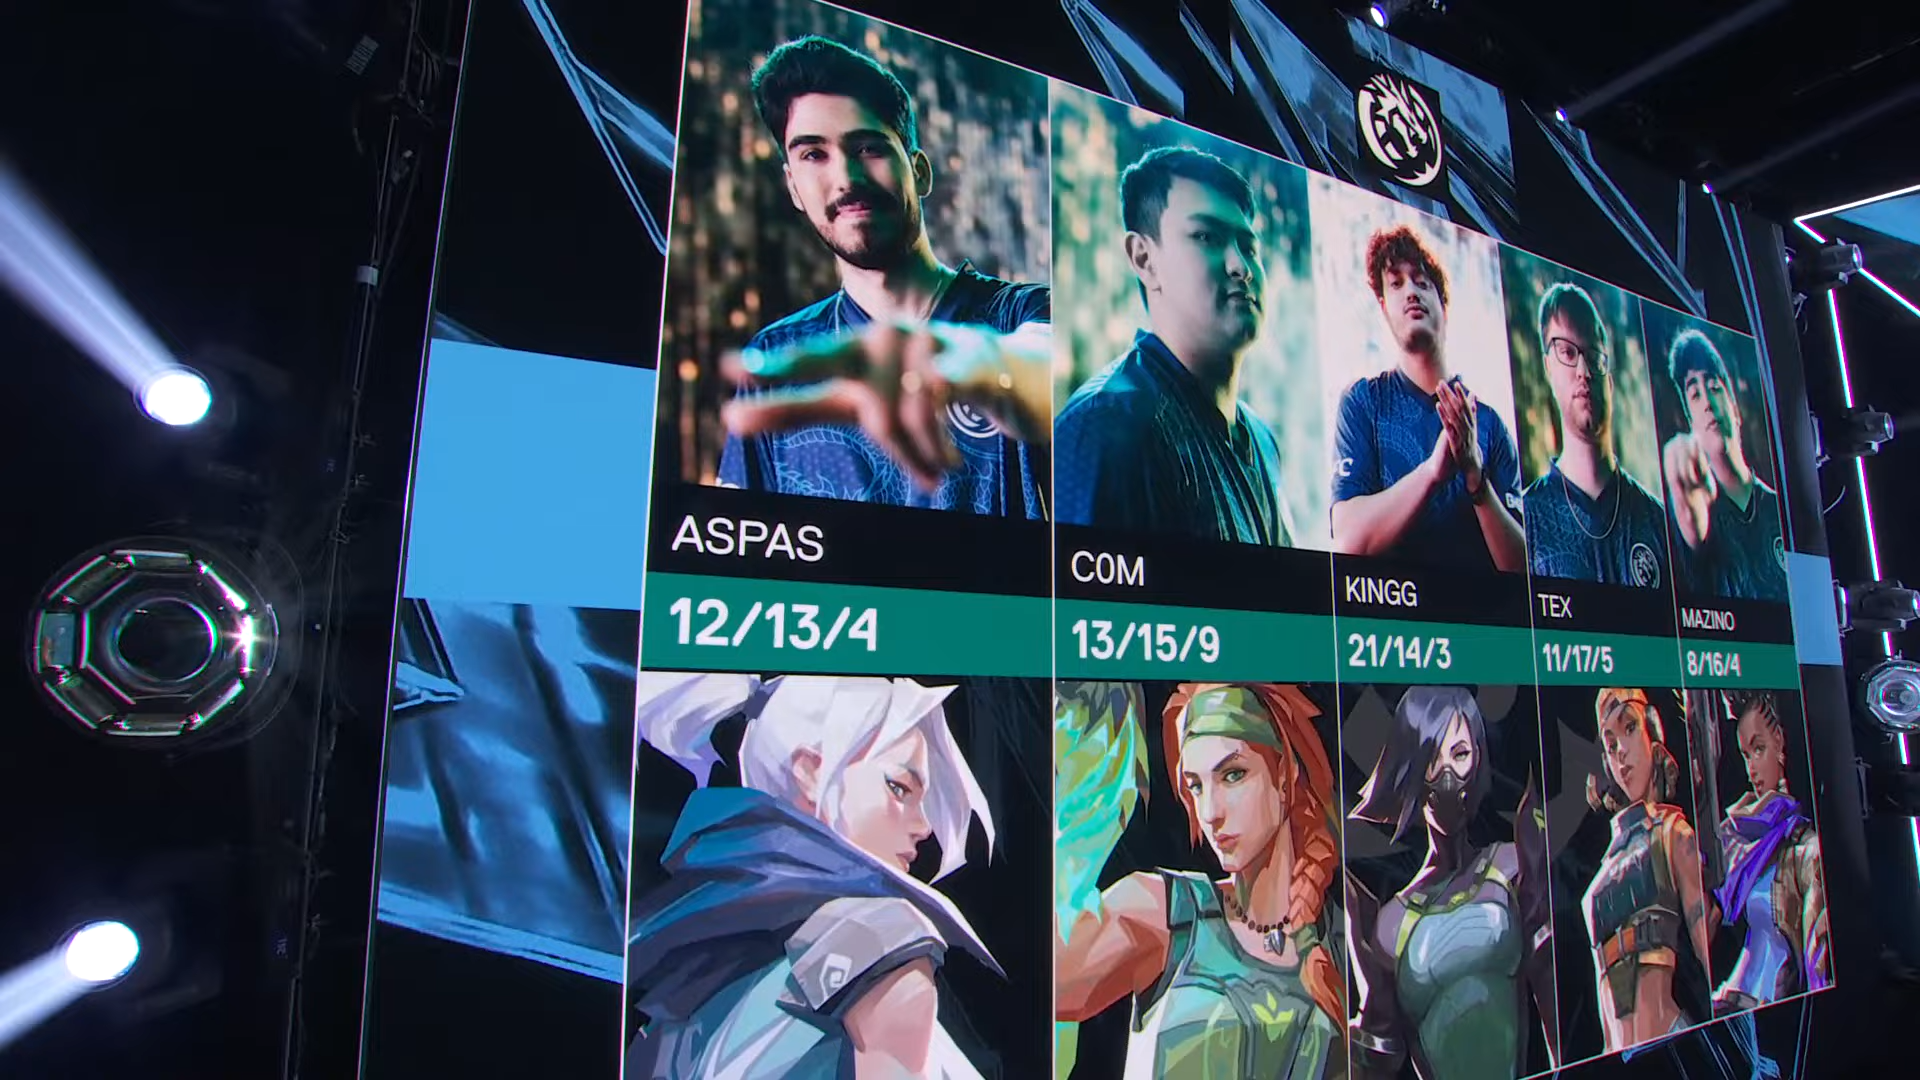 ASPAS
12/13/4
C0M
13/15/9
KINGG
21/14/3
TEX
11/17/5
MAZINO
8/16/4